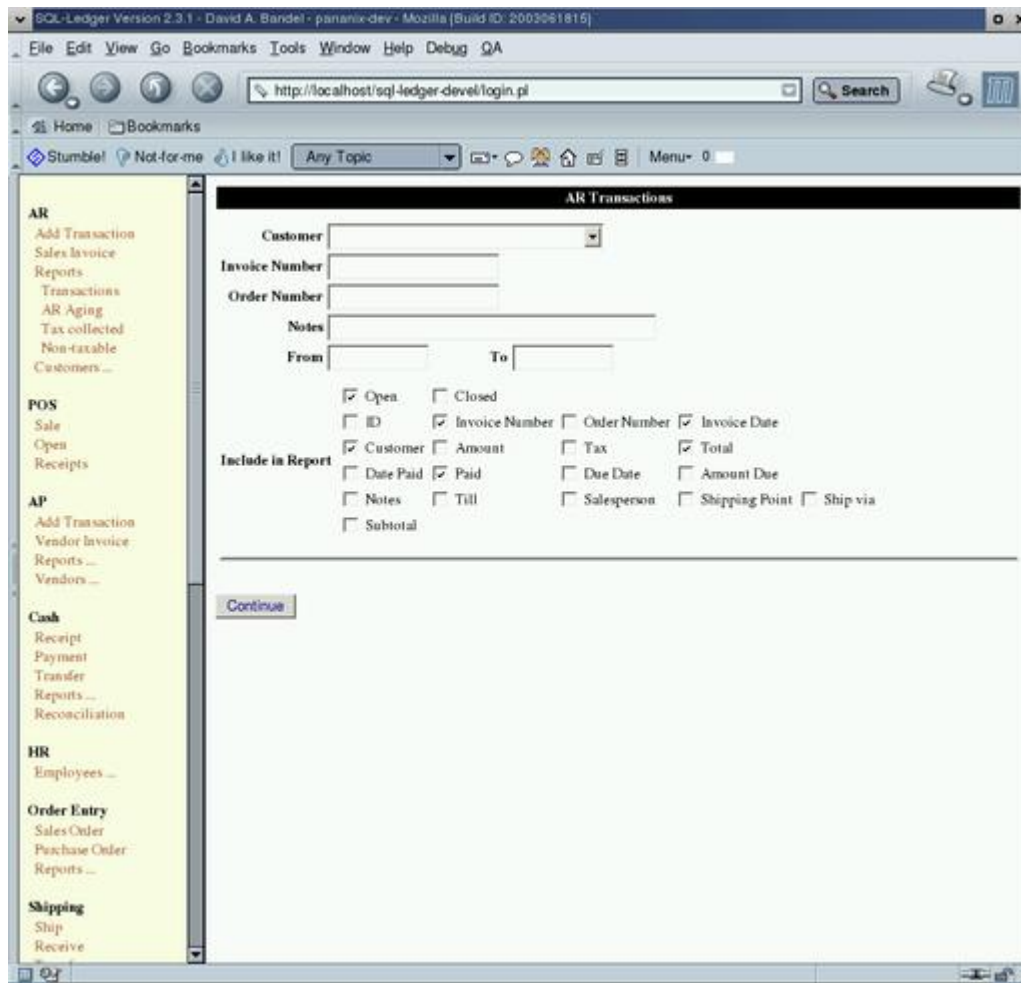 SQL-Ledger Version 2.3.1 - David A. Bandel - pananix-dev - Mozilla {Build ID: 2003061815}
File Edit View Go Bookmarks Tools Window Help Debug QA
http://localhost/sql-ledger-devel/login.pl Search
Home Bookmarks
Stumble! Not-for-me I like it! Any Topic Menu 0
AR Transactions
AR
Add Transaction
Sales Invoice
Reports
Transactions
AR Aging
Tax collected
Non-taxable
Customers ...
POS
Sale
Open
Receipts
AP
Add Transaction
Vendor Invoice
Reports ...
Vendors ...
Cash
Receipt
Payment
Transfer
Reports ...
Reconciliation
HR
Employees ...
Order Entry
Sales Order
Purchase Order
Reports ...
Shipping
Ship
Receive
Customer
Invoice Number
Order Number
Notes
From To
Include in Report
Open Closed
ID Invoice Number Order Number Invoice Date
Customer Amount Tax Total
Date Paid Paid Due Date Amount Due
Notes Till Salesperson Shipping Point Ship via
Subtotal
Continue